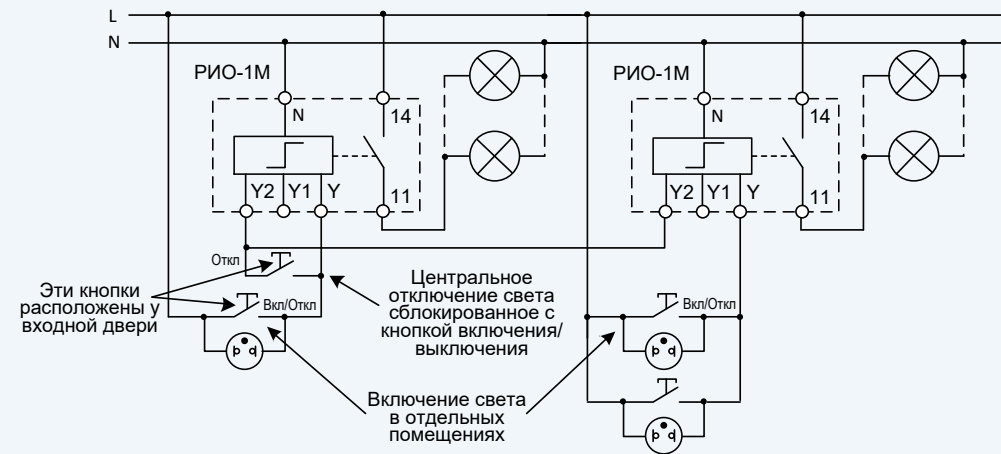 L
N
РИО-1М
РИО-1М
N
14
N
14
Y2 Y1 Y
11
Y2 Y1 Y
11
Откл
Эти кнопки
расположены у
входной двери
Вкл/Откл
Центральное
отключение света
сблокированное с
кнопкой включения/
выключения
Вкл/Откл
Включение света
в отдельных
помещениях